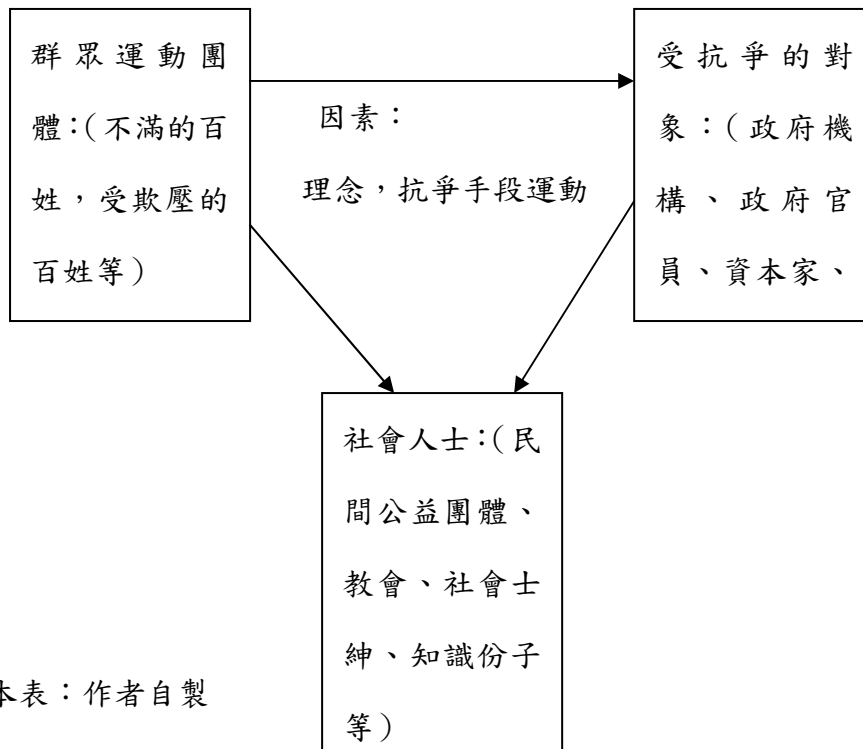 群眾運動團
體：(不滿的百
姓，受欺壓的
百姓等)
因素：
理念，抗爭手段運動
受抗爭的對
象：(政府機
構、政府官
員、資本家、
社會人士：(民
間公益團體、
教會、社會士
紳、知識份子
等)
本表：作者自製